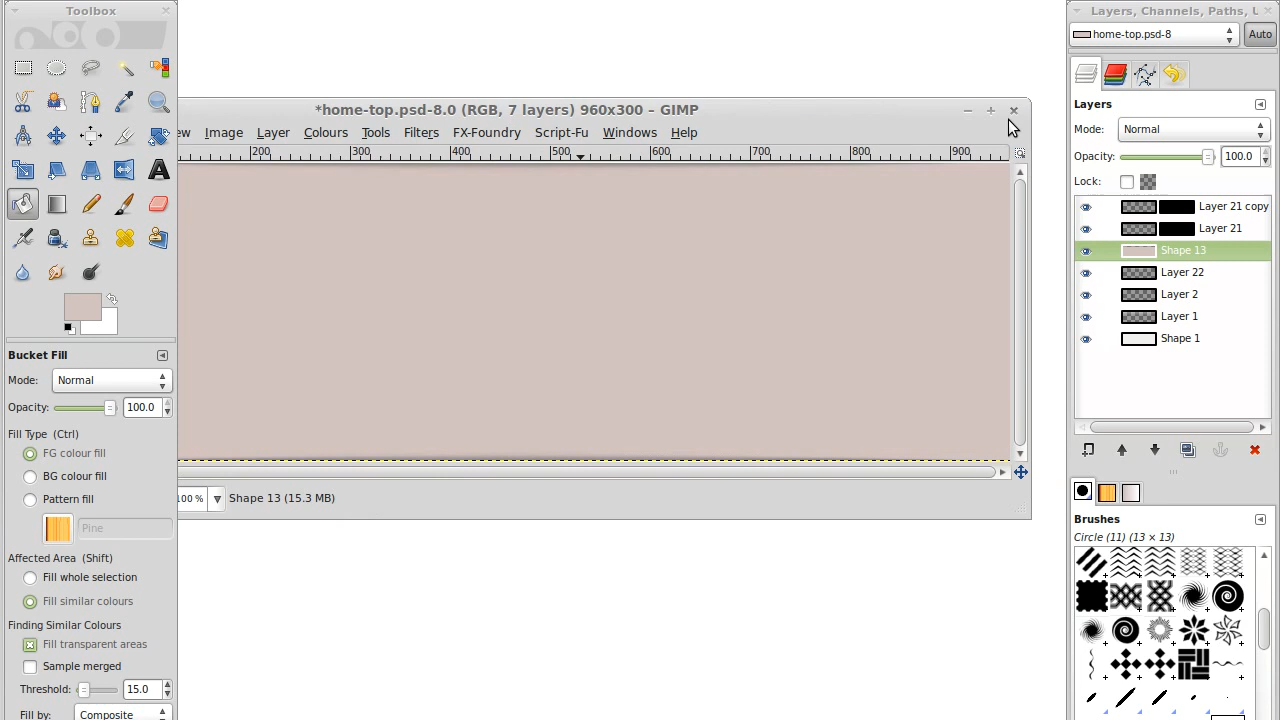 Toolbox
Layers, Channels, Paths, U
home-top.psd-8
Auto
*home-top.psd-8.0 (RGB, 7 layers) 960x300 – GIMP
ew Image Layer Colours Tools Filters FX-Foundry Script-Fu Windows Help
200 300 400 500 600 700 800 900
Layers
Mode: Normal
Opacity: 100.0
Lock:
Layer 21 copy
Layer 21
Shape 13
Layer 22
Layer 2
Layer 1
Shape 1
Bucket Fill
Mode: Normal
Opacity: 100.0
Fill Type (Ctrl)
FG colour fill
BG colour fill
Pattern fill
Pine
Affected Area (Shift)
Fill whole selection
Fill similar colours
Finding Similar Colours
Fill transparent areas
Sample merged
Threshold: 15.0
Fill by: Composite
100 % Shape 13 (15.3 MB)
Brushes
Circle (11) (13 × 13)